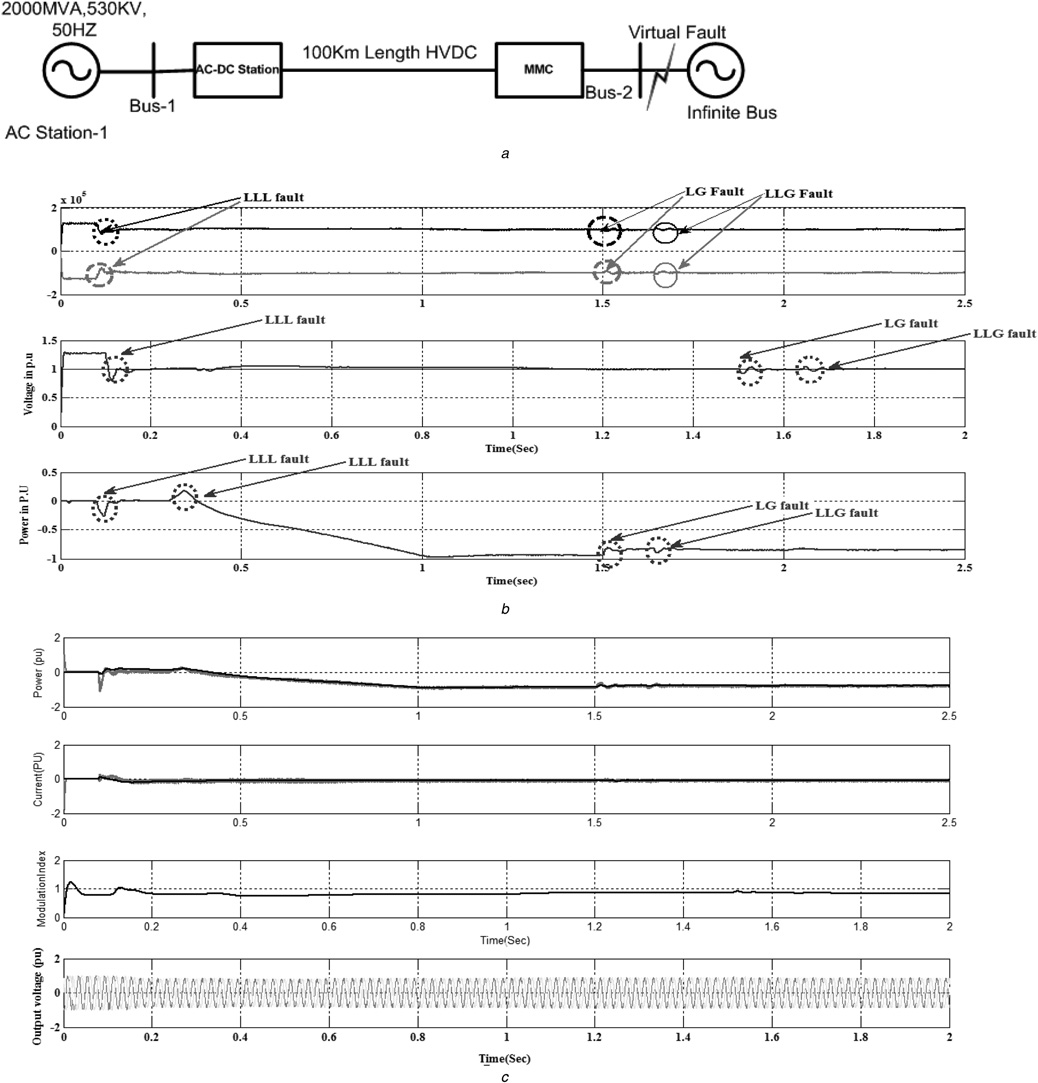 2000MVA,530KV,
50HZ
100Km Length HVDC
Virtual Fault
AC-DC Station
MMC
Bus-1
Bus-2
Infinite Bus
AC Station-1
a
x 10^5
LLL fault
LG Fault
LLG Fault
2
0
-2
0 0.5 1 1.5 2 2.5
LLL fault
LG fault
LLG fault
Voltage in p.u
1.5
1
0.5
0
0 0.2 0.4 0.6 0.8 1 1.2 1.4 1.6 1.8 2
Time(Sec)
LLL fault
LLL fault
LG fault
LLG fault
Power in P.U
0.5
0
-0.5
-1
0 0.5 1 1.5 2 2.5
Time(sec)
b
Power (pu)
2
0
-2
0 0.5 1 1.5 2 2.5
Current(PU)
2
0
-2
0 0.5 1 1.5 2 2.5
ModulationIndex
2
1
0
0 0.2 0.4 0.6 0.8 1 1.2 1.4 1.6 1.8 2
Time(Sec)
Output voltage (pu)
2
0
-2
0 0.2 0.4 0.6 0.8 1 1.2 1.4 1.6 1.8 2
Time(Sec)
c